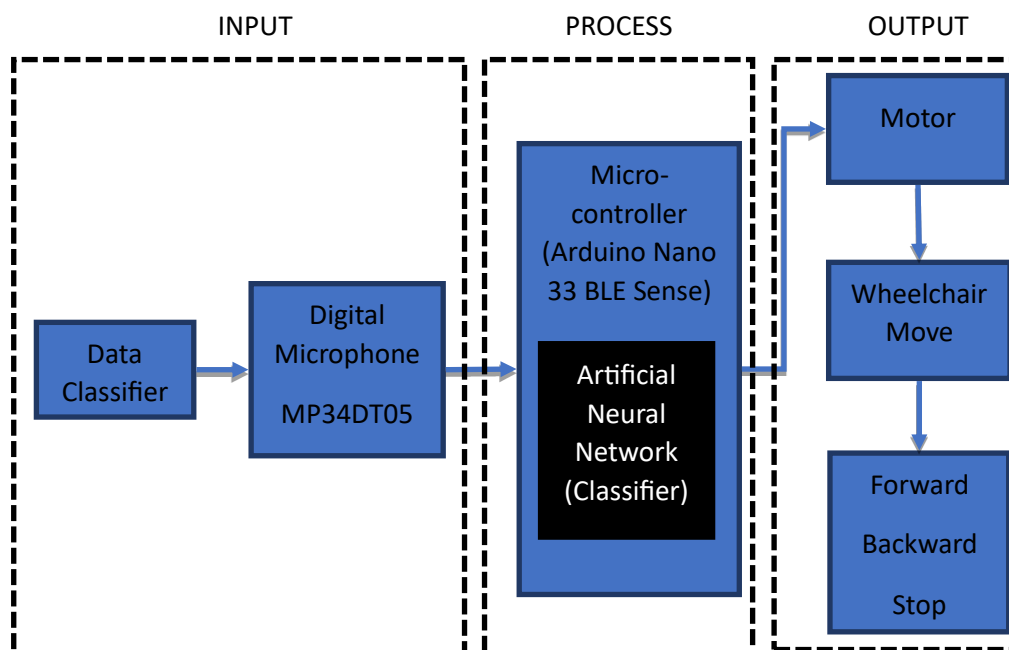 INPUT
PROCESS
OUTPUT
Data
Classifier
Digital
Microphone
MP34DT05
Micro-
controller
(Arduino Nano
33 BLE Sense)
Artificial
Neural
Network
(Classifier)
Motor
Wheelchair
Move
Forward
Backward
Stop